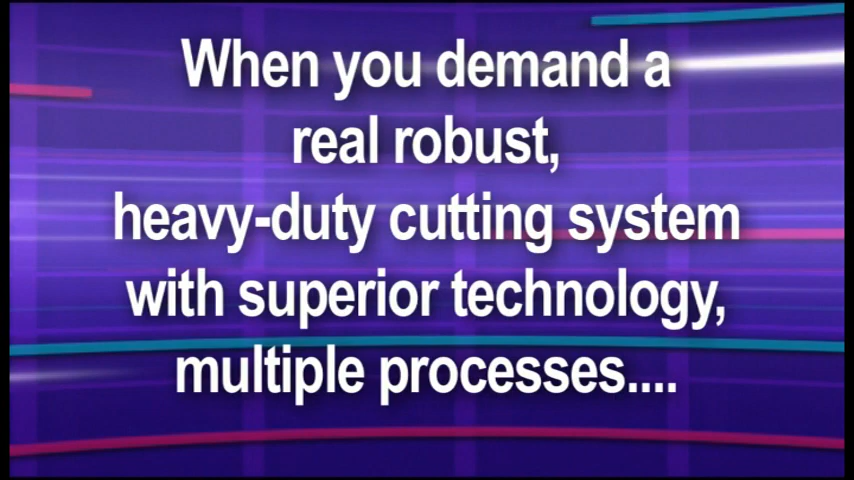 When you demand a
real robust,
heavy-duty cutting system
with superior technology,
multiple processes....